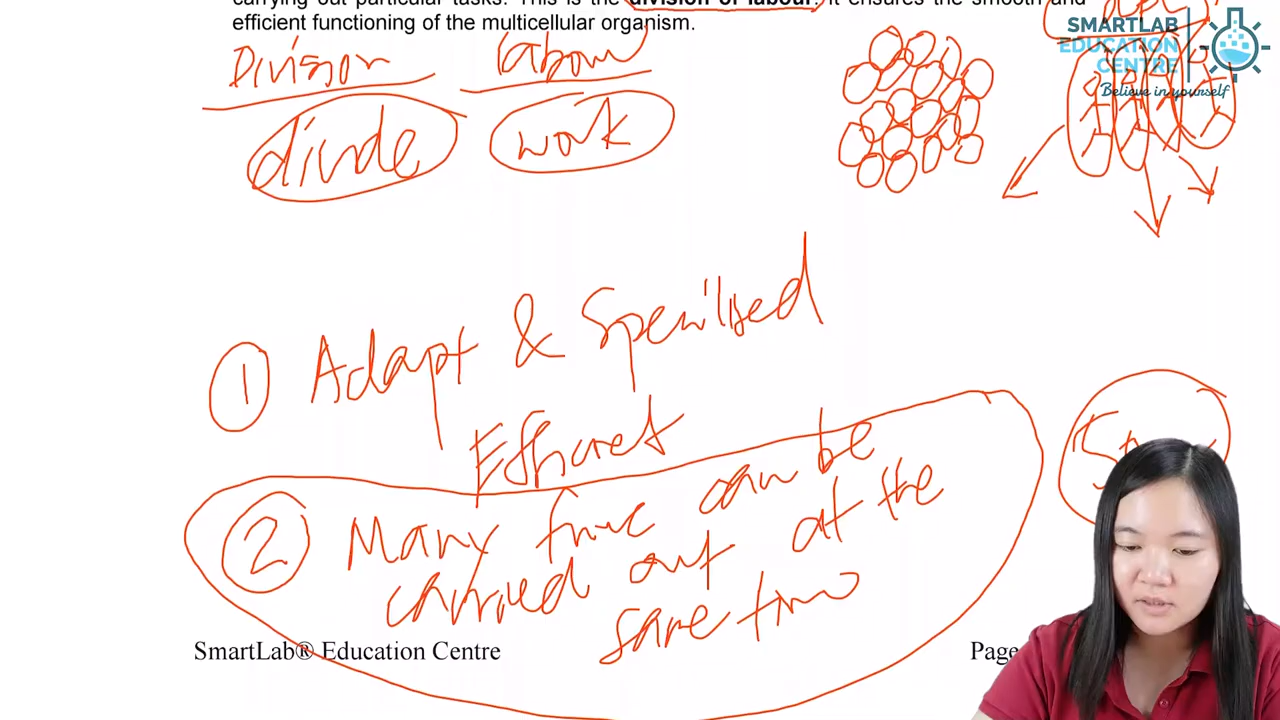 carrying out particular tasks. This is the division of labour. It ensures the smooth and
efficient functioning of the multicellular organism.
SMARTLAB
EDUCATION
CENTRE
Believe in yourself
Division labour
divide work
1 Adapt & Specilised
Efficient
2 Many func can be
carried out at the
same time
SmartLab® Education Centre
Page